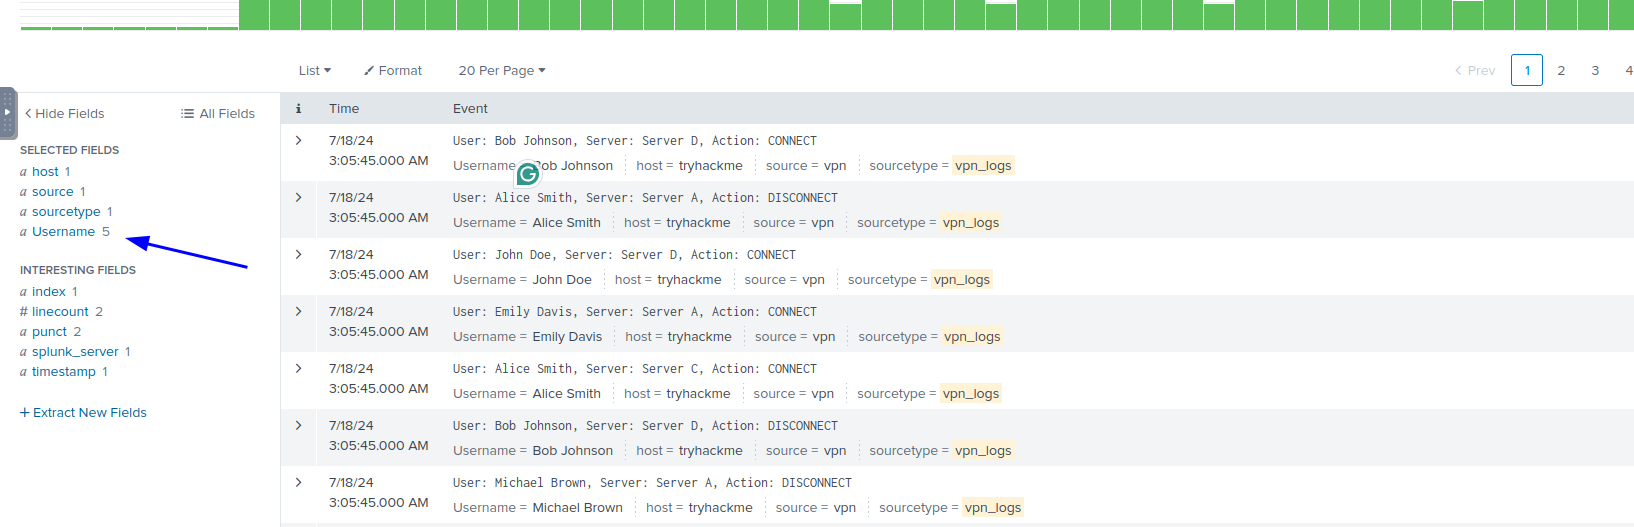 List Format 20 Per Page Prev 1 2 3 4
Hide Fields All Fields
i Time Event
SELECTED FIELDS
a host 1
a source 1
a sourcetype 1
a Username 5
INTERESTING FIELDS
a index 1
# linecount 2
a punct 2
a splunk_server 1
a timestamp 1
+ Extract New Fields
7/18/24 User: Bob Johnson, Server: Server D, Action: CONNECT
3:05:45.000 AM Username = Bob Johnson host = tryhackme source = vpn sourcetype = vpn_logs
7/18/24 User: Alice Smith, Server: Server A, Action: DISCONNECT
3:05:45.000 AM Username = Alice Smith host = tryhackme source = vpn sourcetype = vpn_logs
7/18/24 User: John Doe, Server: Server D, Action: CONNECT
3:05:45.000 AM Username = John Doe host = tryhackme source = vpn sourcetype = vpn_logs
7/18/24 User: Emily Davis, Server: Server A, Action: CONNECT
3:05:45.000 AM Username = Emily Davis host = tryhackme source = vpn sourcetype = vpn_logs
7/18/24 User: Alice Smith, Server: Server C, Action: CONNECT
3:05:45.000 AM Username = Alice Smith host = tryhackme source = vpn sourcetype = vpn_logs
7/18/24 User: Bob Johnson, Server: Server D, Action: DISCONNECT
3:05:45.000 AM Username = Bob Johnson host = tryhackme source = vpn sourcetype = vpn_logs
7/18/24 User: Michael Brown, Server: Server A, Action: DISCONNECT
3:05:45.000 AM Username = Michael Brown host = tryhackme source = vpn sourcetype = vpn_logs